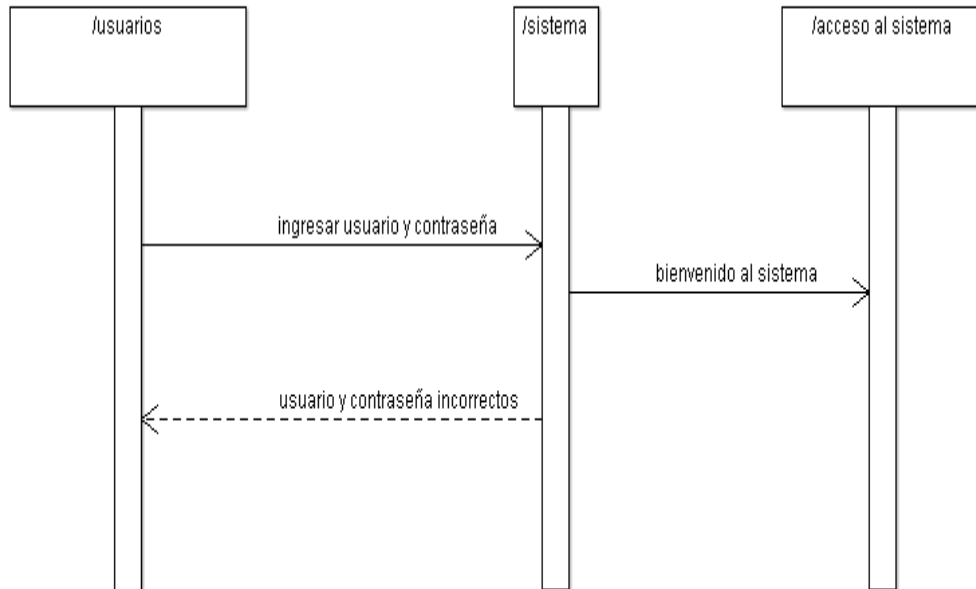 /usuarios
/sistema
/acceso al sistema
ingresar usuario y contraseña
bienvenido al sistema
usuario y contraseña incorrectos